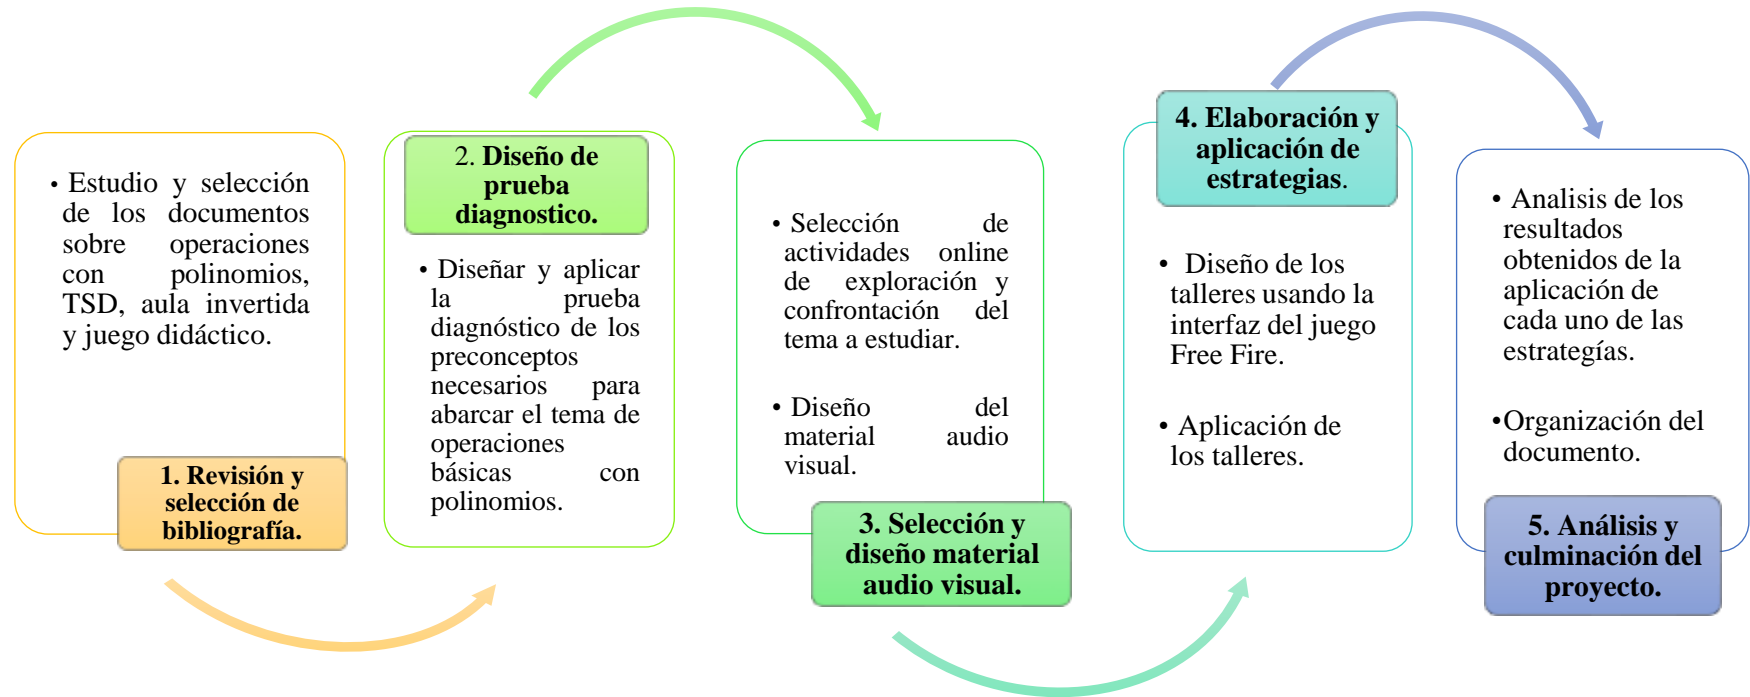 • Estudio y selección
de los documentos
sobre operaciones
con polinomios,
TSD, aula invertida
y juego didáctico.
1. Revisión y
selección de
bibliografía.
2. Diseño de
prueba
diagnostico.
• Diseñar y aplicar
la prueba
diagnóstico de los
preconceptos
necesarios para
abarcar el tema de
operaciones
básicas con
polinomios.
• Selección de
actividades online
de exploración y
confrontación del
tema a estudiar.
• Diseño del
material audio
visual.
3. Selección y
diseño material
audio visual.
4. Elaboración y
aplicación de
estrategias.
• Diseño de los
talleres usando la
interfaz del juego
Free Fire.
• Aplicación de
los talleres.
• Analisis de los
resultados
obtenidos de la
aplicación de
cada uno de las
estrategías.
•Organización del
documento.
5. Análisis y
culminación del
proyecto.